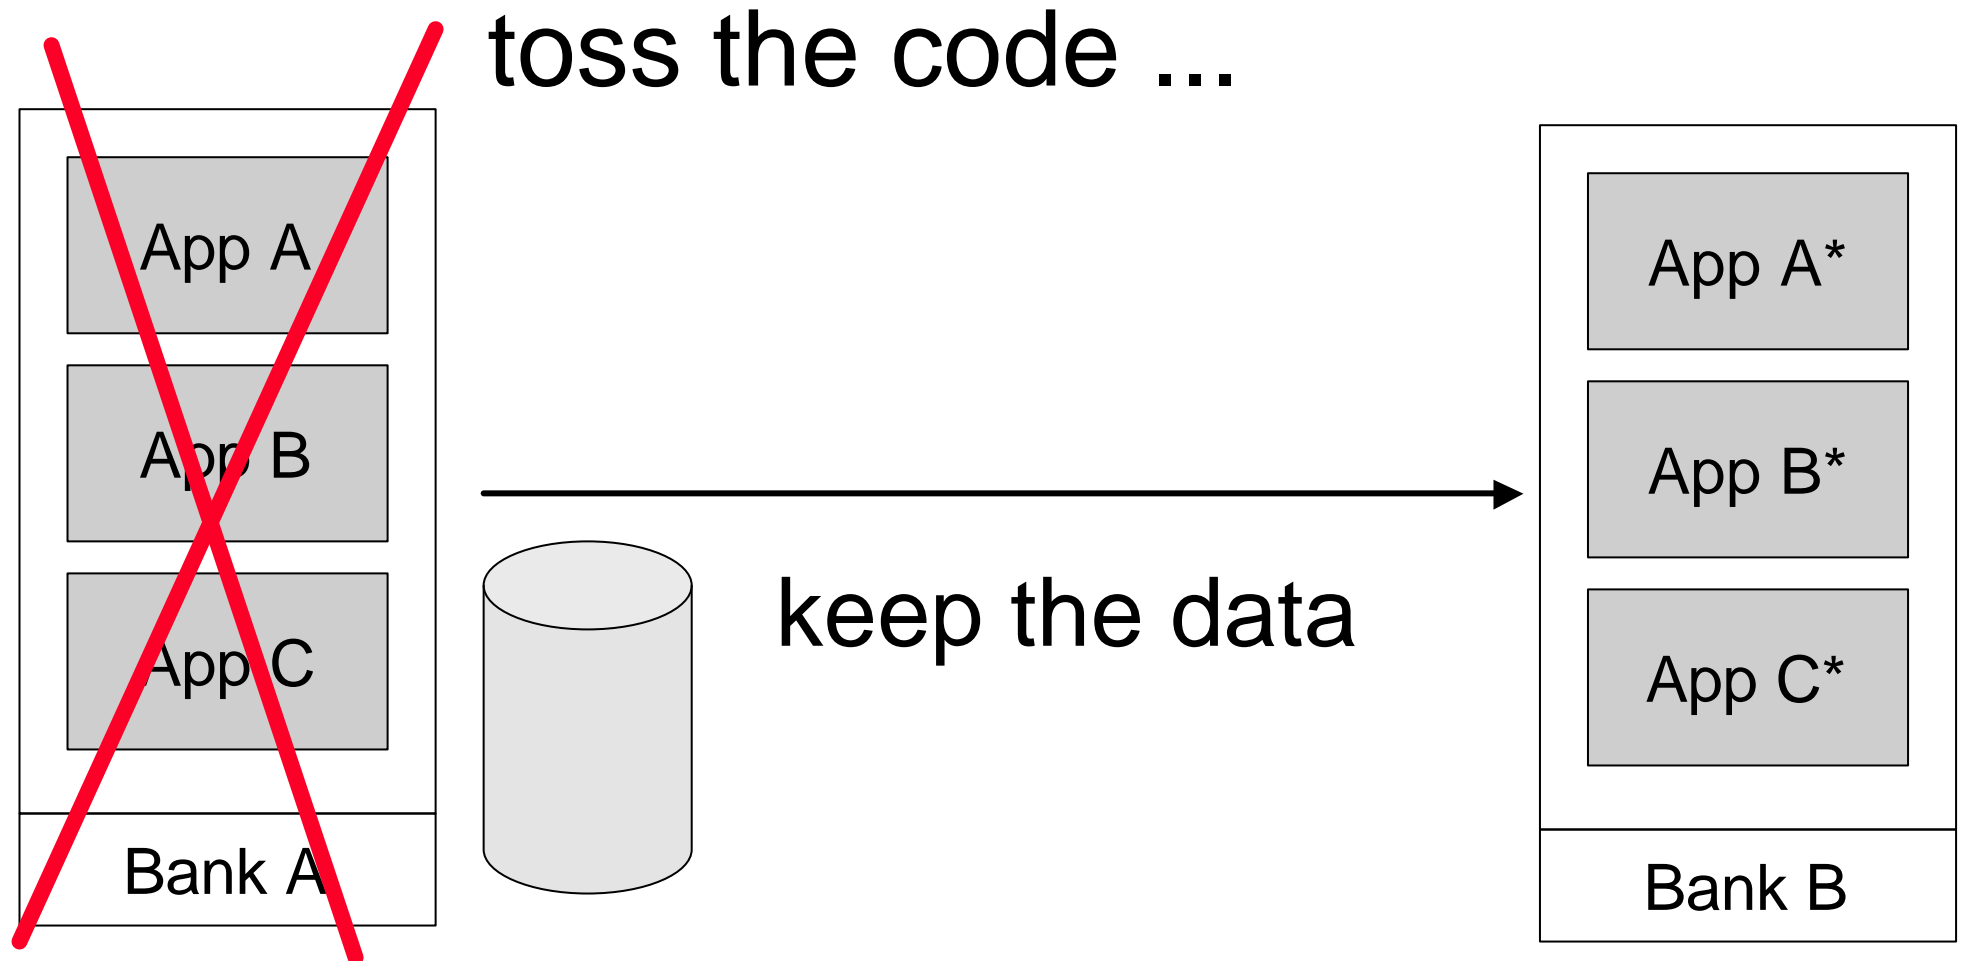 toss the code ...
App A
App B
App C
Bank A
keep the data
App A*
App B*
App C*
Bank B